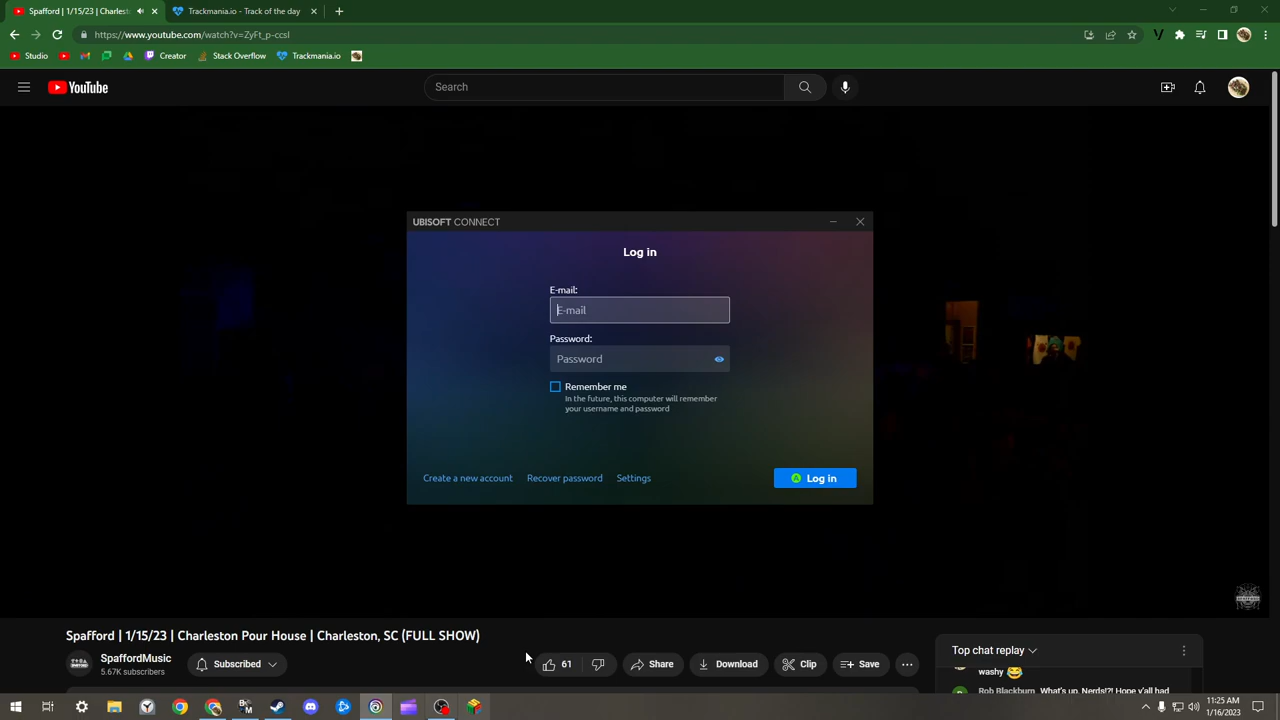 Spafford | 1/15/23 | Charlest
Trackmania.io - Track of the day
https://www.youtube.com/watch?v=ZyFt_p-ccsI
Studio
Creator
Stack Overflow
Trackmania.io
YouTube
Search
UBISOFT CONNECT
Log in
E-mail:
E-mail
Password:
Password
Remember me
In the future, this computer will remember
your username and password
Create a new account
Recover password
Settings
A Log in
Spafford | 1/15/23 | Charleston Pour House | Charleston, SC (FULL SHOW)
SpaffordMusic
5.67K subscribers
Subscribed
61
Share
Download
Clip
Save
Top chat replay
washy 😂
Rob Blackburn What's up, Nerds!?! Hope y'all had
11:25 AM
1/16/2023